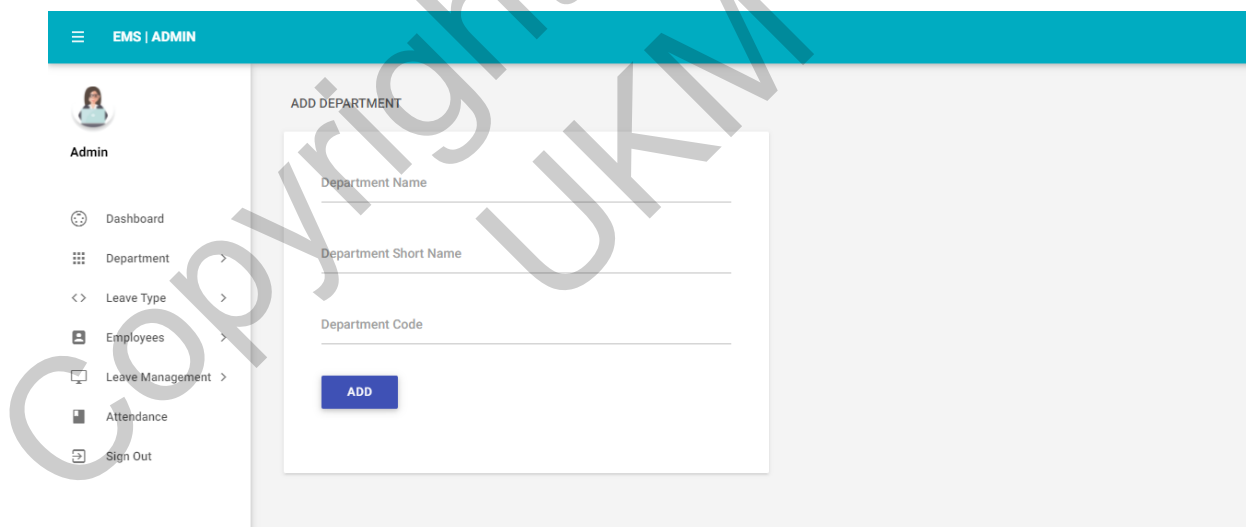 EMS | ADMIN
Admin
Dashboard
Department
Leave Type
Employees
Leave Management
Attendance
Sign Out
ADD DEPARTMENT
Department Name
Department Short Name
Department Code
ADD
Copyright
UKM